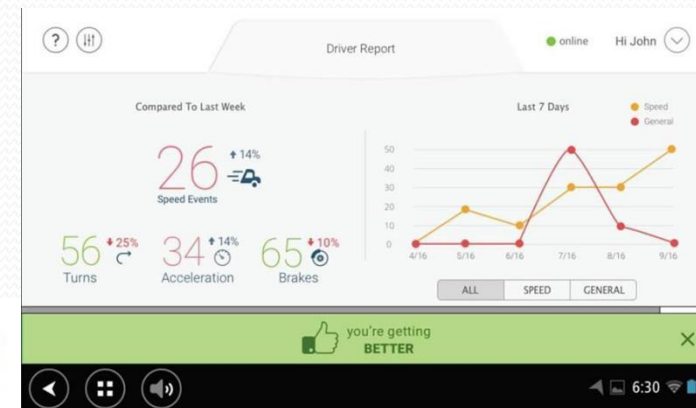 ?
Driver Report
online
Hi John
Compared To Last Week
26
14%
Speed Events
56
25%
Turns
34
14%
Acceleration
65
10%
Brakes
Last 7 Days
Speed
General
50
40
30
20
10
0
4/16 5/16 6/16 7/16 8/16 9/16
ALL SPEED GENERAL
you're getting
BETTER
6:30